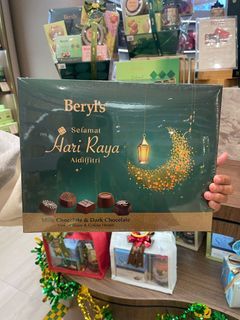 Beryl's
Selamat
Hari Raya
Aidilfitri
Milk Chocolate & Dark Chocolate